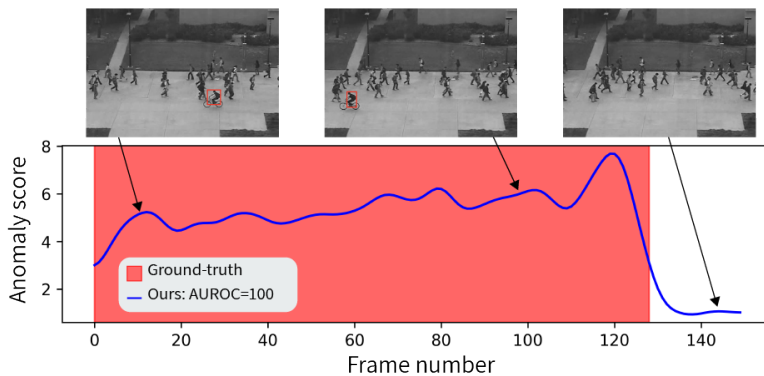 Anomaly score
8
6
4
2
Ground-truth
Ours: AUROC=100
0 20 40 60 80 100 120 140
Frame number